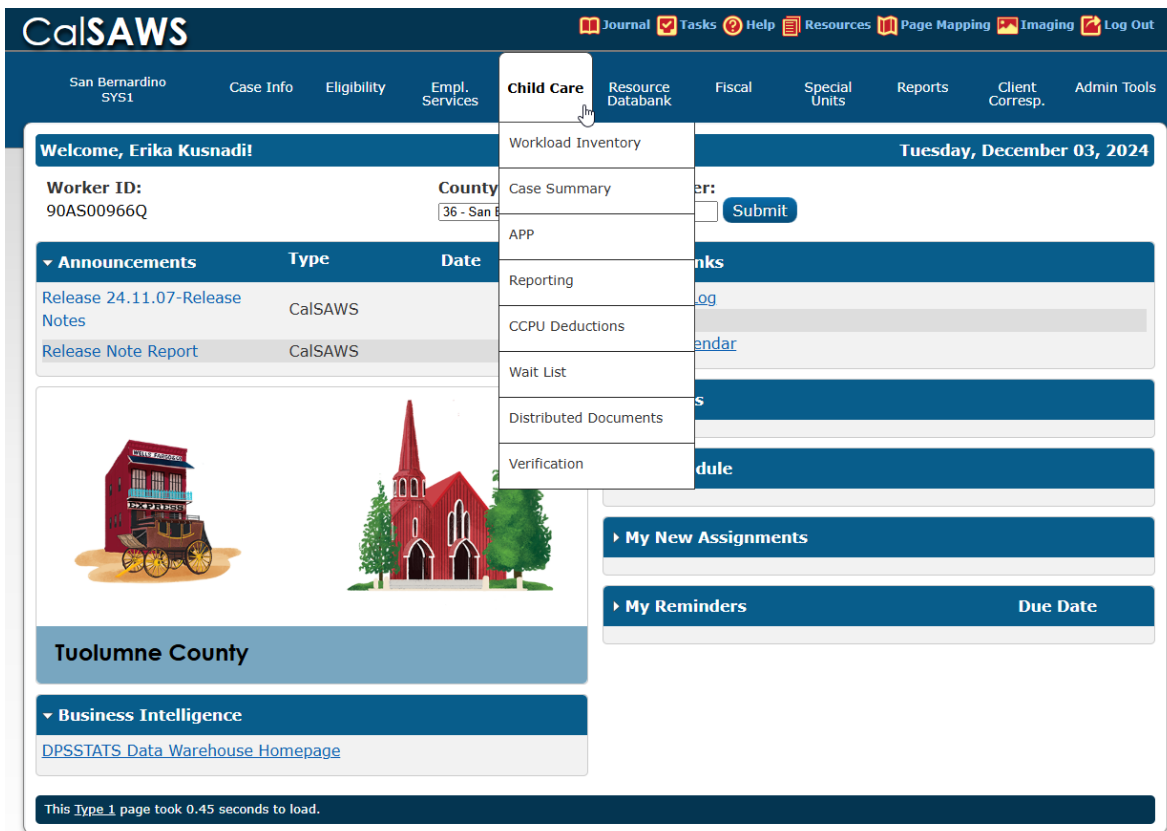 CalSAWS
Journal Tasks Help Resources Page Mapping Imaging Log Out
San Bernardino
SYS1
Case Info
Eligibility
Empl.
Services
Child Care
Resource
Databank
Fiscal
Special
Units
Reports
Client
Corresp.
Admin Tools
Welcome, Erika Kusnadi!
Tuesday, December 03, 2024
Worker ID:
90AS00966Q
County
36 - San
er:
Submit
Workload Inventory
Case Summary
APP
Reporting
CCPU Deductions
Wait List
Distributed Documents
Verification
Announcements Type Date
Release 24.11.07-Release
Notes
CalSAWS
Release Note Report CalSAWS
nks
og
endar
s
dule
My New Assignments
My Reminders Due Date
WELLS FARGO & CO
EXPRESS
Tuolumne County
Business Intelligence
DPSSTATS Data Warehouse Homepage
This Type 1 page took 0.45 seconds to load.